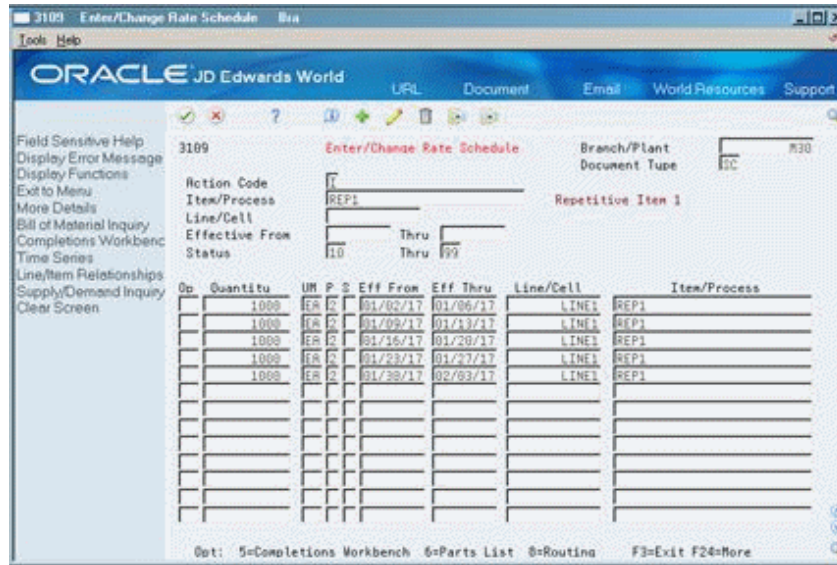 3109 Enter/Change Rate Schedule Bra
Tools Help
ORACLE JD Edwards World
URL Document Email World Resources Support
Field Sensitive Help
Display Error Message
Display Functions
Exit to Menu
More Details
Bill of Material Inquiry
Completions Workbenc
Time Series
Line/Item Relationships
Supply/Demand Inquiry
Clear Screen
3109 Enter/Change Rate Schedule Branch/Plant M30
Document Type SC
Action Code I
Item/Process REP1 Repetitive Item 1
Line/Cell
Effective From Thru
Status 10 Thru 99
Op Quantity UM P S Eff From Eff Thru Line/Cell Item/Process
1000 EA 2 01/02/17 01/06/17 LINE1 REP1
1000 EA 2 01/09/17 01/13/17 LINE1 REP1
1000 EA 2 01/16/17 01/20/17 LINE1 REP1
1000 EA 2 01/23/17 01/27/17 LINE1 REP1
1000 EA 2 01/30/17 02/03/17 LINE1 REP1
Opt: 5=Completions Workbench 6=Parts List 8=Routing F3=Exit F24=More